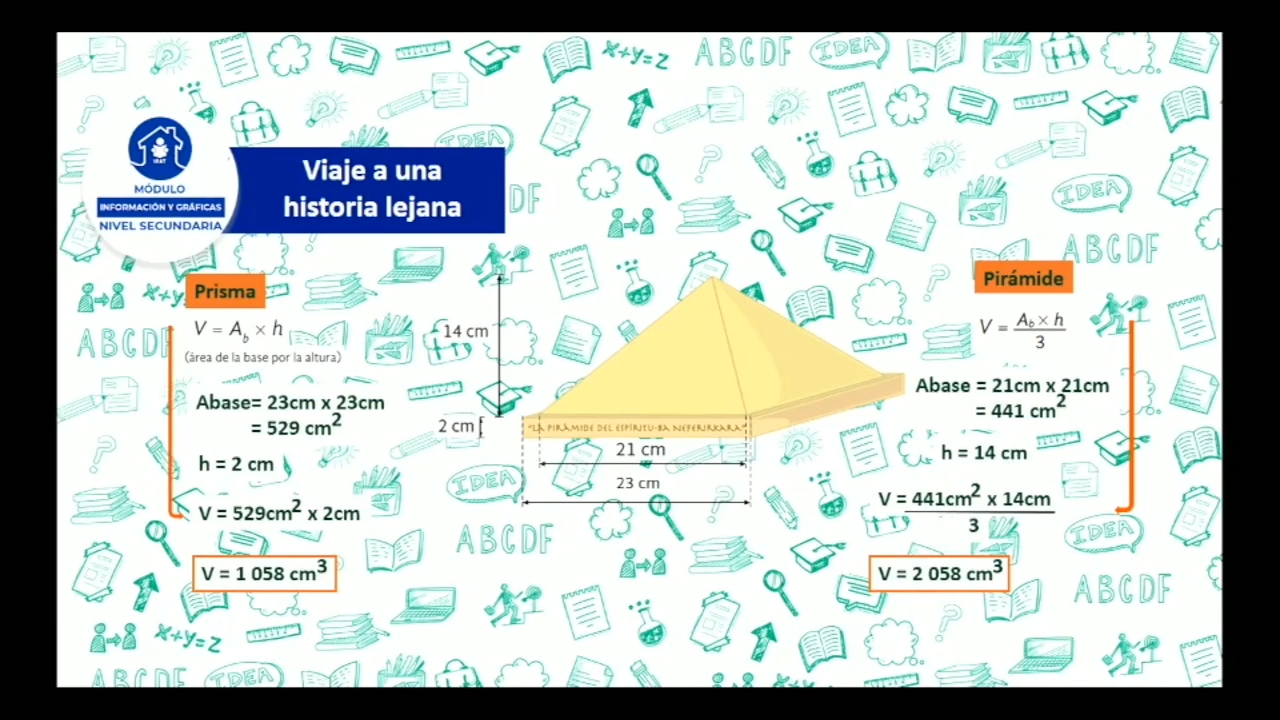 MÓDULO
INFORMACIÓN Y GRÁFICAS
NIVEL SECUNDARIA
Viaje a una
historia lejana
Prisma
V = A_b × h
(área de la base por la altura)
Abase= 23cm x 23cm
= 529 cm²
h = 2 cm
V = 529cm² x 2cm
V = 1 058 cm³
14 cm
2 cm
"LA PIRÁMIDE DEL ESPÍRITU-BA NEFERIRKARA"
21 cm
23 cm
Pirámide
V = A_b × h
3
Abase = 21cm x 21cm
= 441 cm²
h = 14 cm
V = 441cm² x 14cm
3
V = 2 058 cm³
X+Y=Z
ABCDF
IDEA